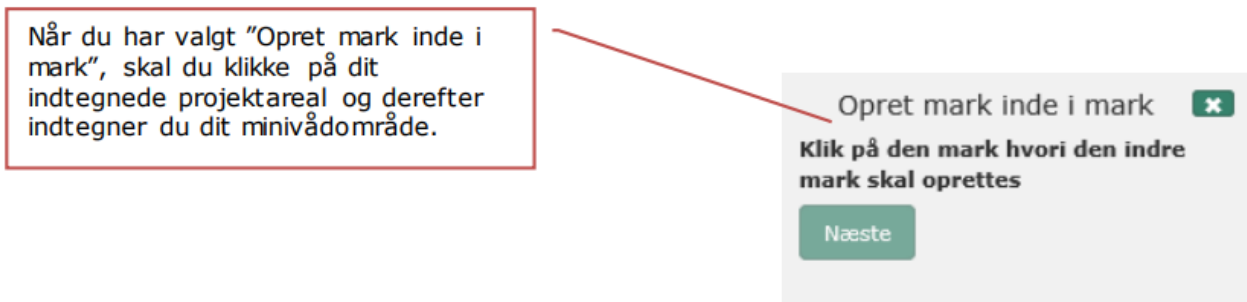 Når du har valgt ”Opret mark inde i
mark”, skal du klikke på dit
indtegnede projektareal og derefter
indtegner du dit minivådområde.
Opret mark inde i mark
Klik på den mark hvori den indre
mark skal oprettes
Næste